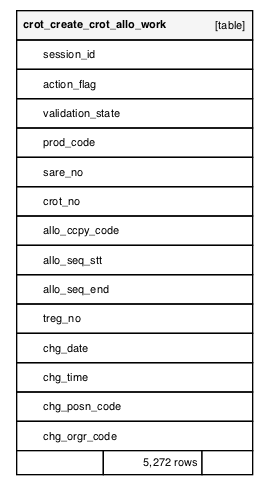 crot_create_crot_allo_work [table]
session_id
action_flag
validation_state
prod_code
sare_no
crot_no
allo_ccpy_code
allo_seq_stt
allo_seq_end
treg_no
chg_date
chg_time
chg_posn_code
chg_orgr_code
5,272 rows